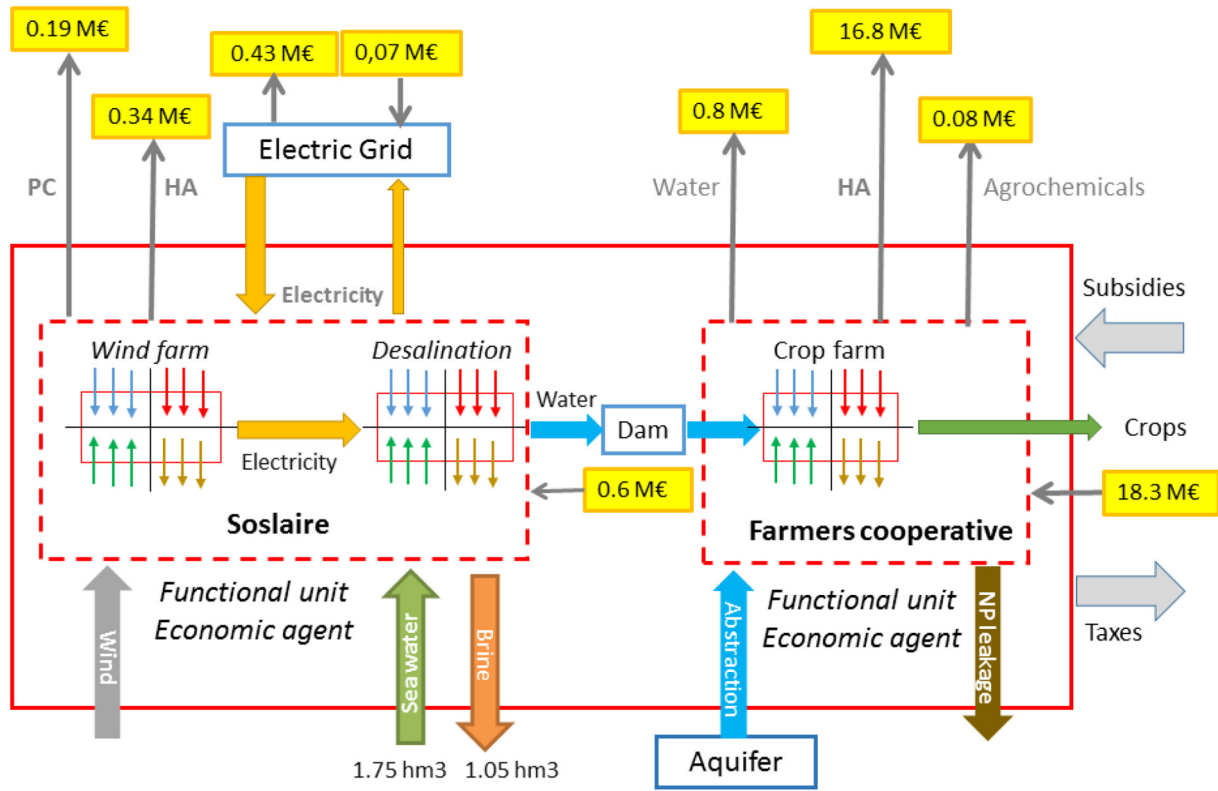 0.19 M€
0.43 M€
0,07 M€
16.8 M€
0.34 M€
0.8 M€
0.08 M€
Electric Grid
PC
HA
Water
HA
Agrochemicals
Electricity
Subsidies
Wind farm
Desalination
Crop farm
Water
Dam
Crops
Electricity
0.6 M€
18.3 M€
Soslaire
Farmers cooperative
Functional unit
Economic agent
Functional unit
Economic agent
Wind
Sea water
Brine
Abstraction
NP leakage
Taxes
1.75 hm3
1.05 hm3
Aquifer